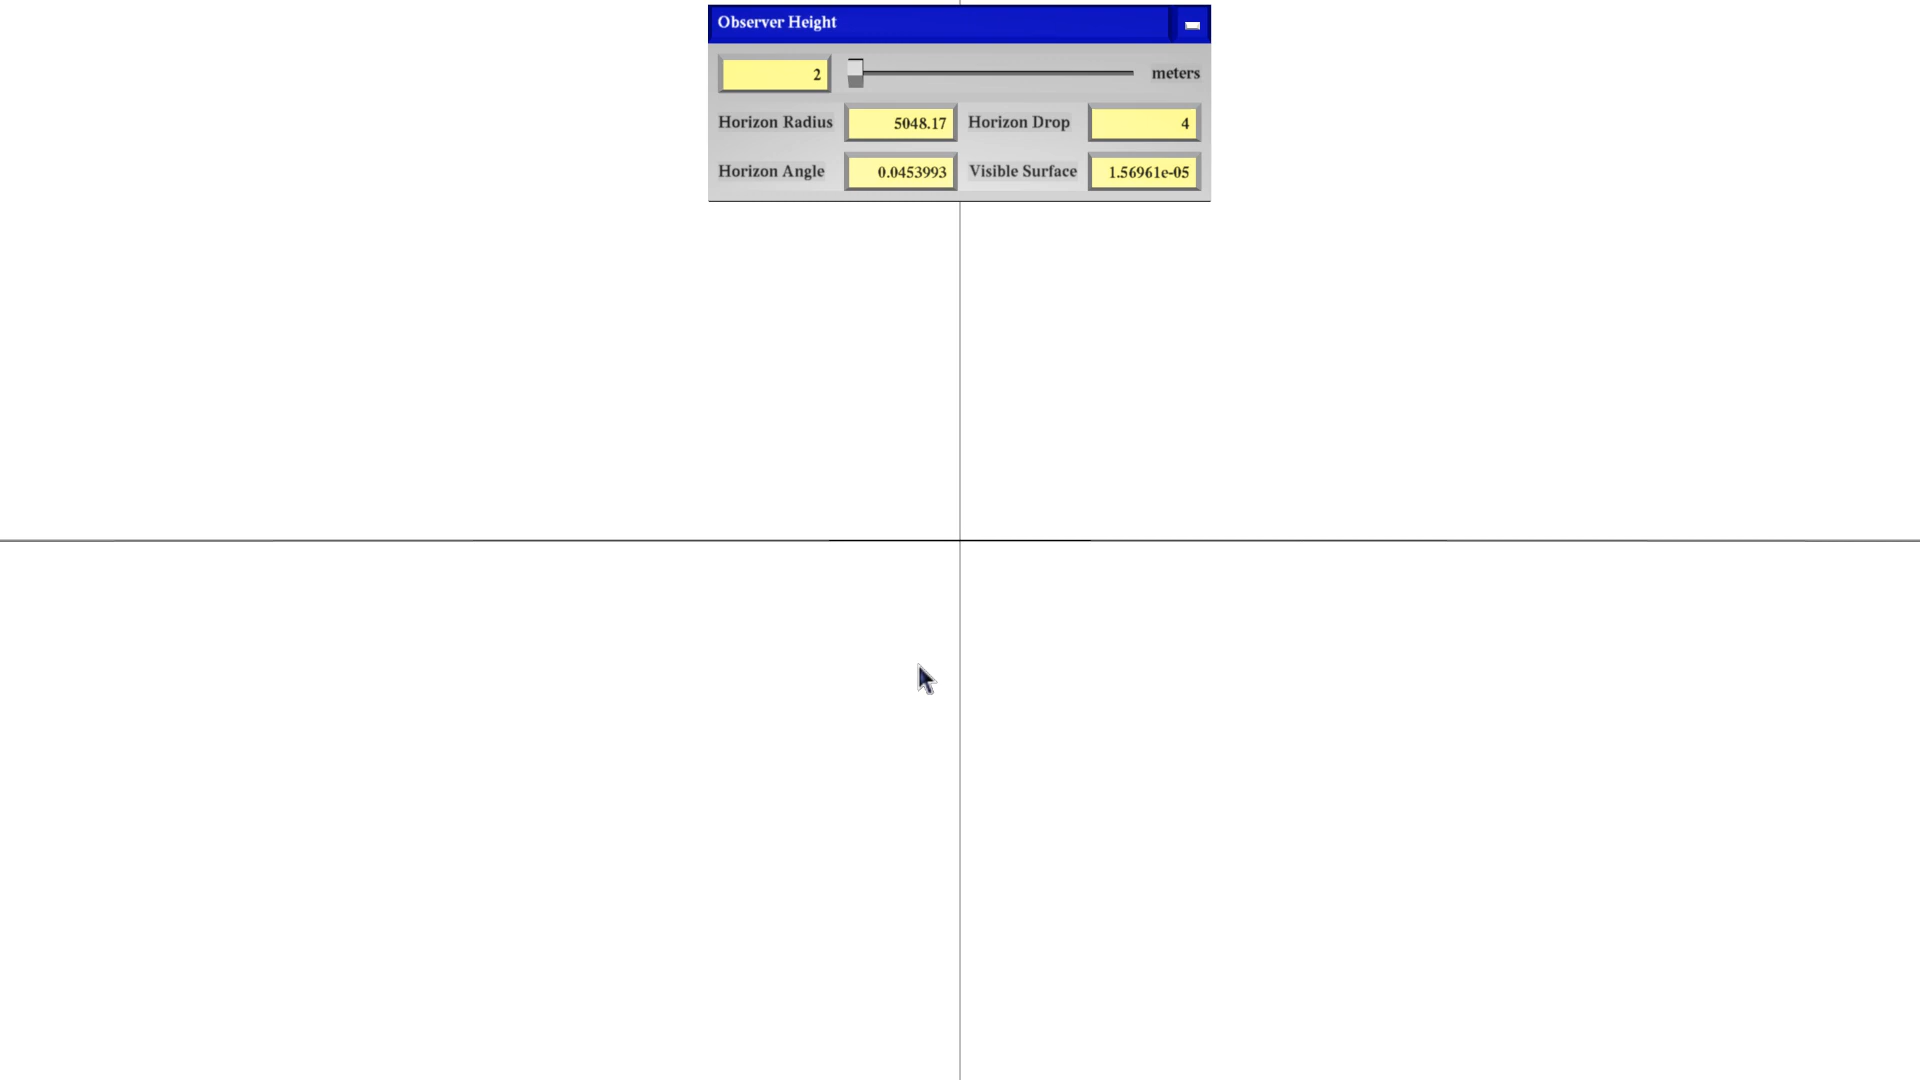 Observer Height
2 meters
Horizon Radius 5048.17 Horizon Drop 4
Horizon Angle 0.0453993 Visible Surface 1.56961e-05